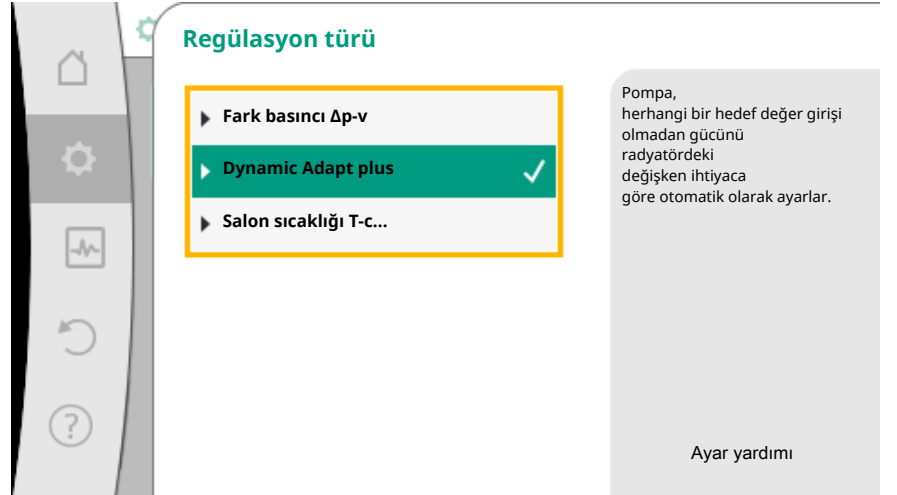 Regülasyon türü
Fark basıncı Δp-v
Dynamic Adapt plus
Salon sıcaklığı T-c...
Pompa,
herhangi bir hedef değer girişi
olmadan gücünü
radyatördeki
değişken ihtiyaca
göre otomatik olarak ayarlar.
Ayar yardımı